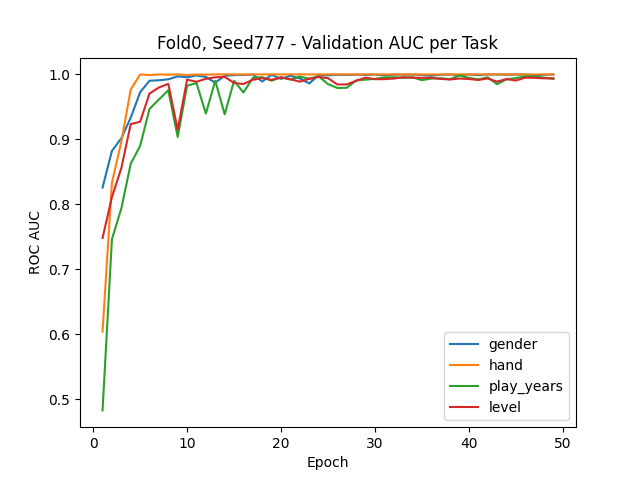 Fold0, Seed777 - Validation AUC per Task
ROC AUC
1.0
0.9
0.8
0.7
0.6
0.5
0
10
20
30
40
50
Epoch
gender
hand
play_years
level